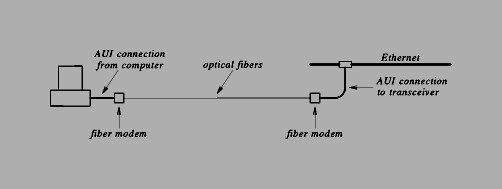 AUI connection
from computer
optical fibers
Ethernet
AUI connection
to transceiver
fiber modem
fiber modem